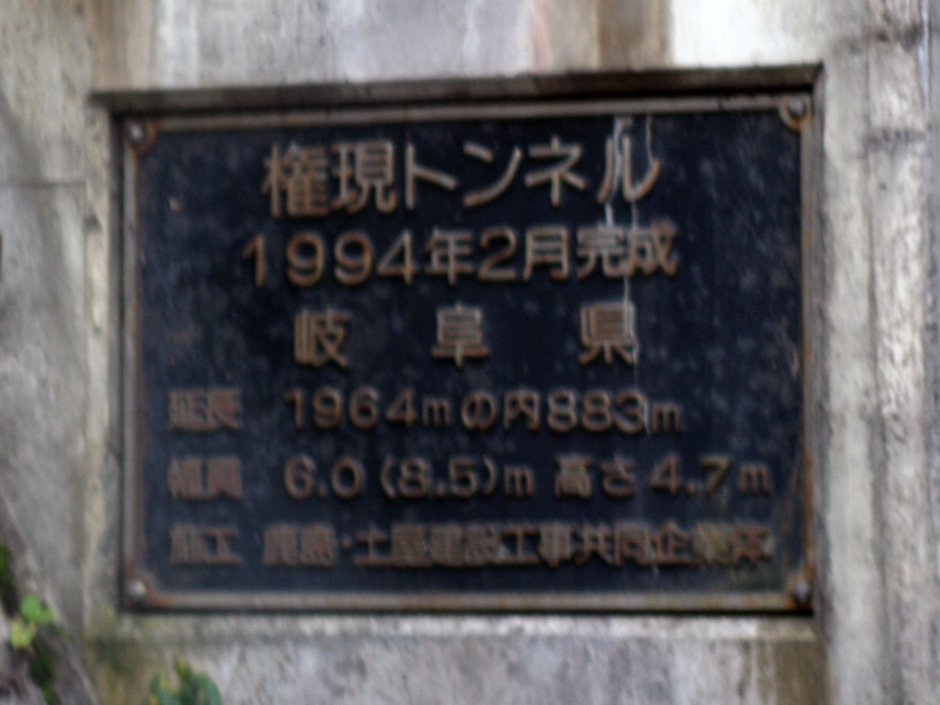 権現トンネル
1994年2月完成
岐阜県
延長 1964mの内883m
幅員 6.0(8.5)m 高さ4.7m
施工 鹿島・土屋建設工事共同企業体